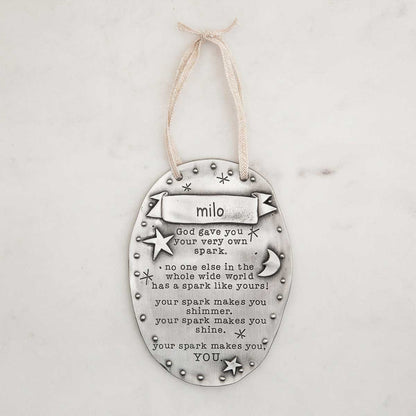 milo
God gave you
your very own
spark.
no one else in the
whole wide world
has a spark like yours!
your spark makes you
shimmer.
your spark makes you
shine.
your spark makes you
YOU.